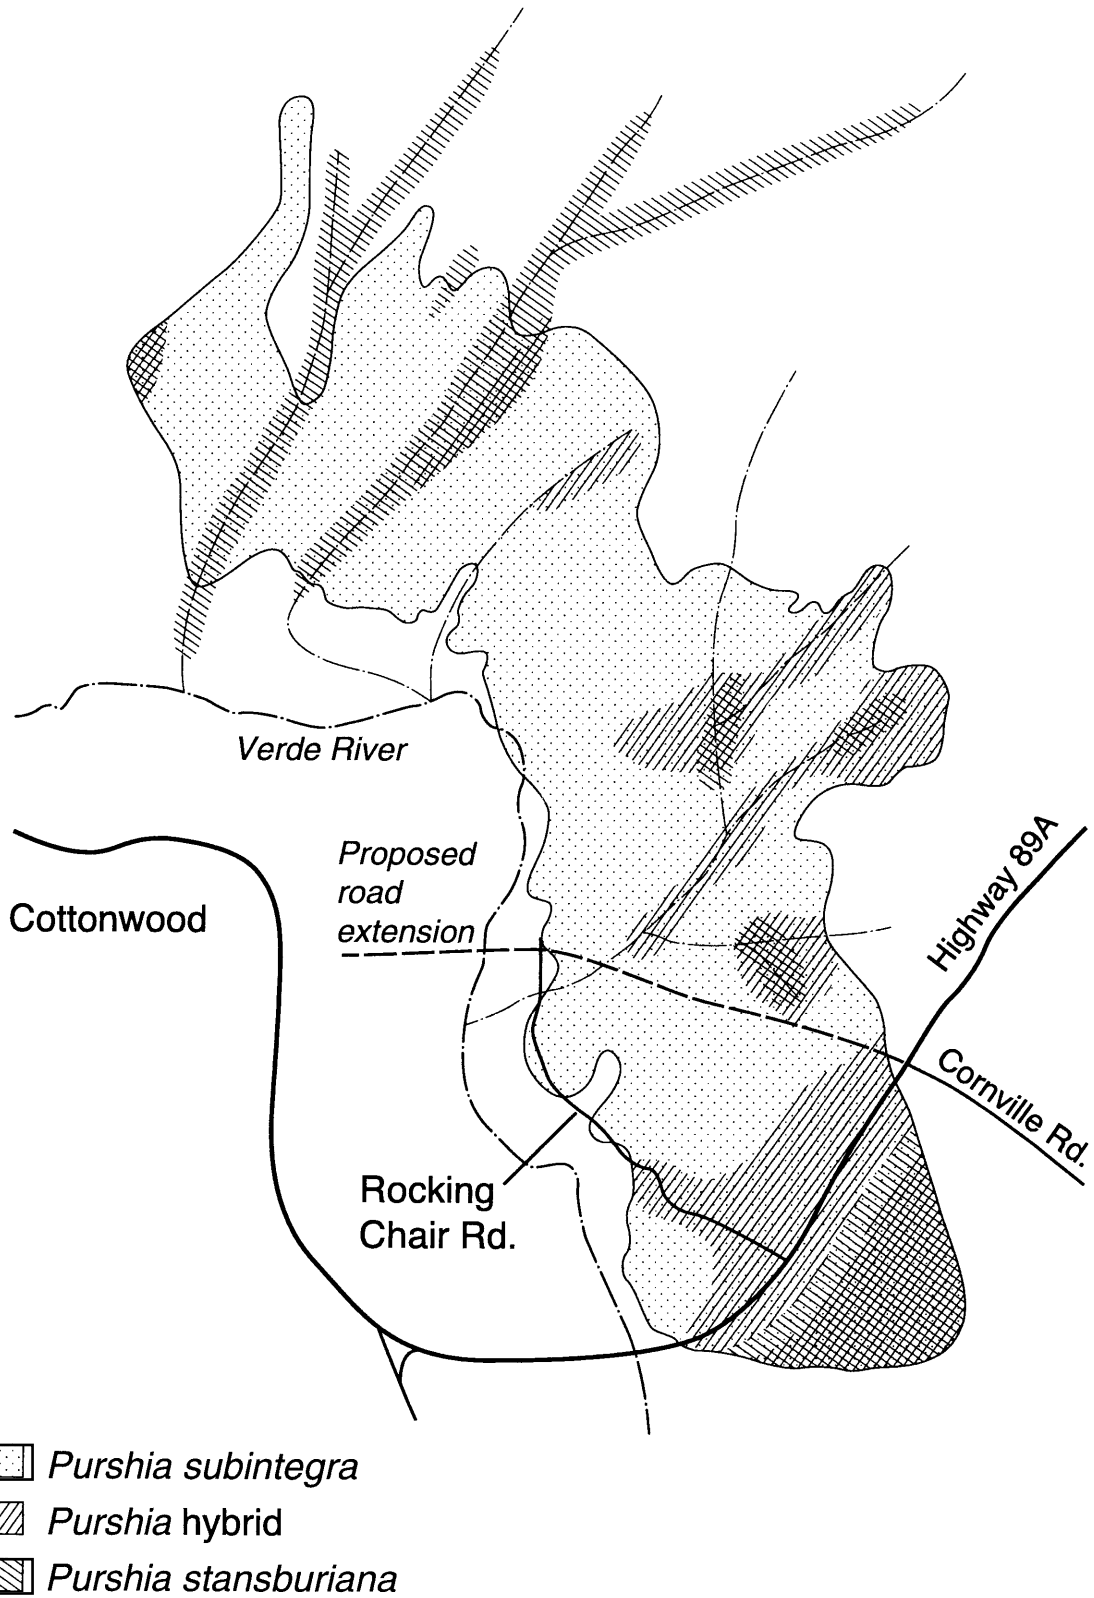 Verde River
Proposed
road
extension
Cottonwood
Highway 89A
Cornville Rd.
Rocking
Chair Rd.
Purshia subintegra
Purshia hybrid
Purshia stansburiana